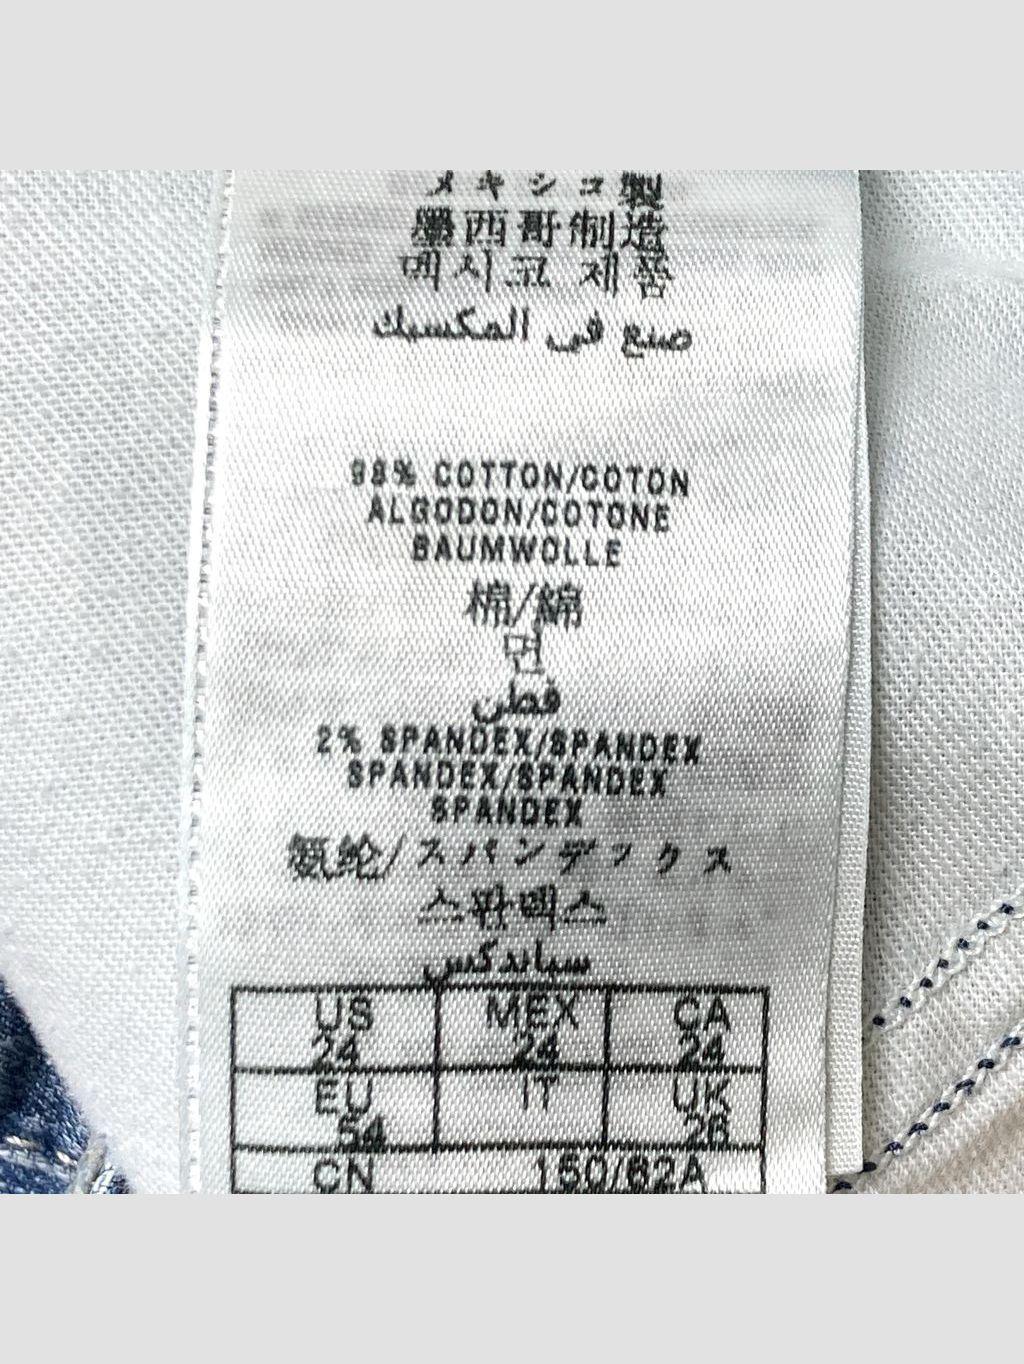 メキシコ製
墨西哥制造
멕시코 제품
صنع في المكسيك
98% COTTON/COTON
ALGODON/COTONE
BAUMWOLLE
棉/綿
면
قطن
2% SPANDEX/SPANDEX
SPANDEX/SPANDEX
SPANDEX
氨纶/スパンデックス
스판덱스
سباندكس
US MEX CA
24 24 24
EU IT UK
54 26
CN 150/62A